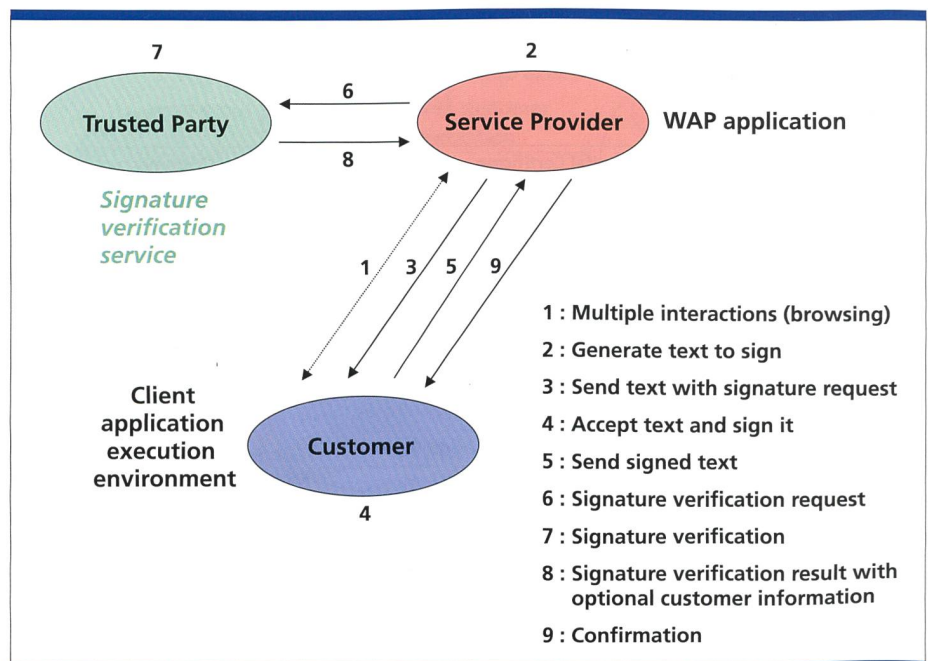 7
2
6
Trusted Party
Service Provider
WAP application
8
Signature
verification
service
1
3
5
9
1 : Multiple interactions (browsing)
2 : Generate text to sign
3 : Send text with signature request
4 : Accept text and sign it
5 : Send signed text
6 : Signature verification request
7 : Signature verification
8 : Signature verification result with
optional customer information
9 : Confirmation
Client
application
execution
environment
Customer
4